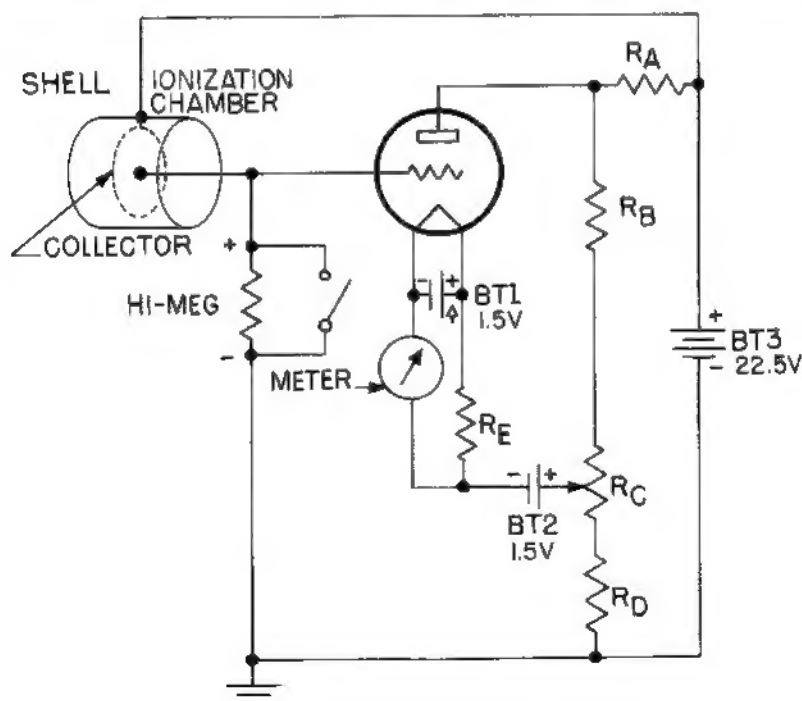 SHELL
IONIZATION
CHAMBER
COLLECTOR
+
HI-MEG
-
METER
- +
BT1
1.5V
RE
- +
BT2
1.5V
RA
RB
RC
RD
+
BT3
- 22.5V